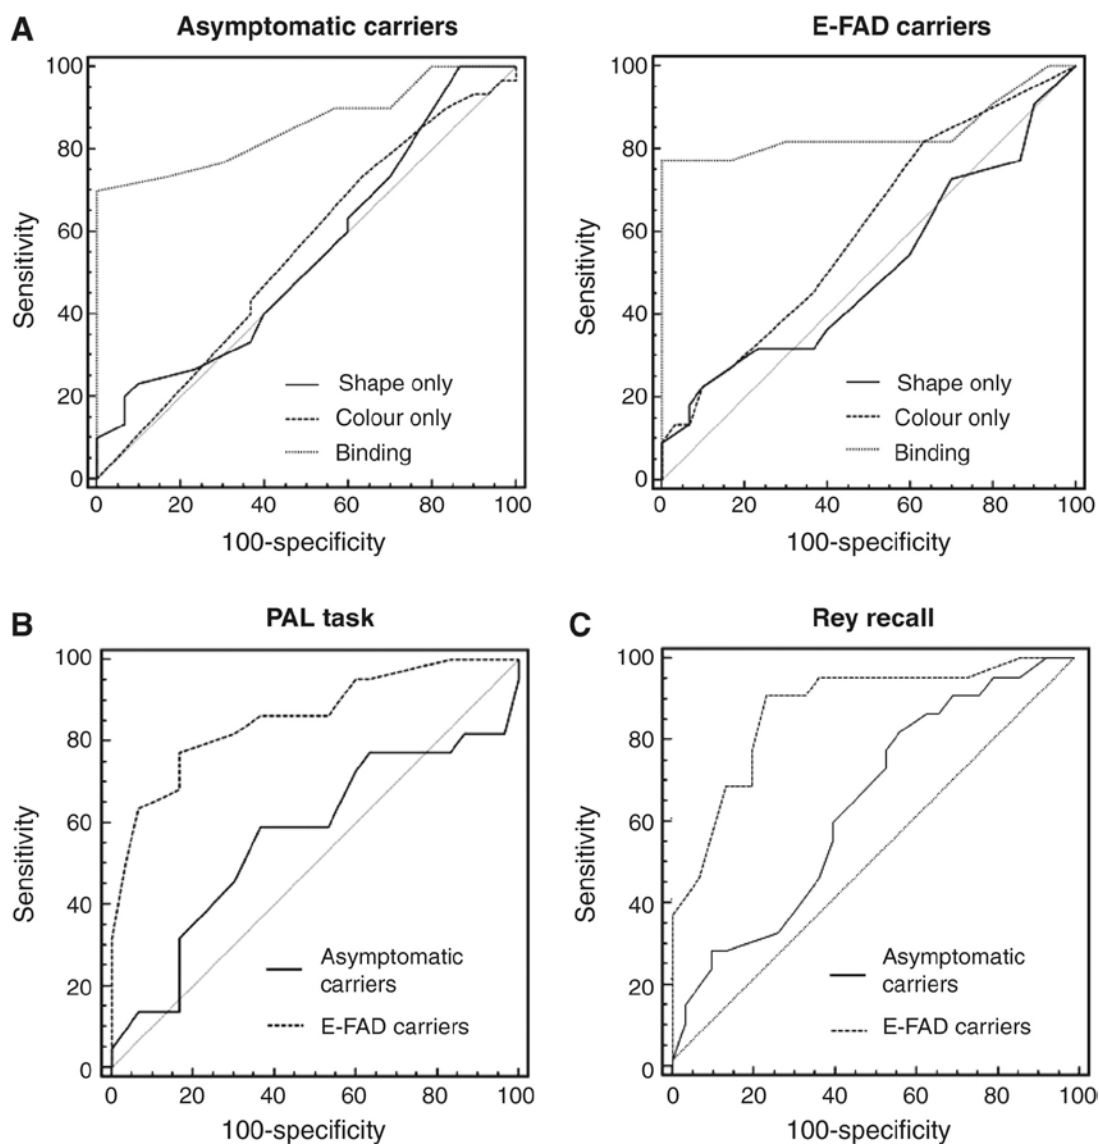 A
Asymptomatic carriers
100
80
60
40
20
0
Sensitivity
Shape only
Colour only
Binding
0 20 40 60 80 100
100-specificity
E-FAD carriers
100
80
60
40
20
0
Sensitivity
Shape only
Colour only
Binding
0 20 40 60 80 100
100-specificity
B
PAL task
100
80
60
40
20
0
Sensitivity
Asymptomatic
carriers
E-FAD carriers
0 20 40 60 80 100
100-specificity
C
Rey recall
100
80
60
40
20
0
Sensitivity
Asymptomatic
carriers
E-FAD carriers
0 20 40 60 80 100
100-specificity